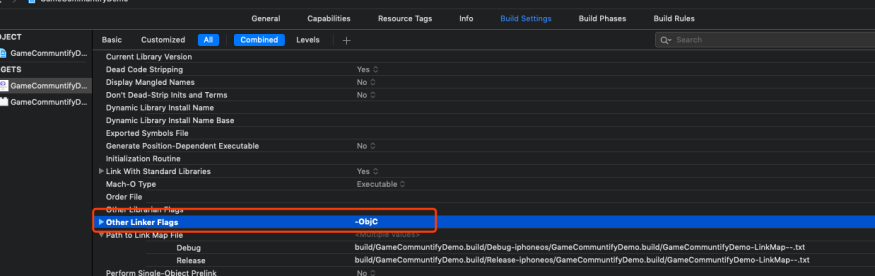 GameCommuntifyDemo
General Capabilities Resource Tags Info Build Settings Build Phases Build Rules
OJECT
Basic Customized All Combined Levels + Search
GameCommuntifyD...
GETS
GameCommuntifyD...
GameCommuntifyD...
Current Library Version
Dead Code Stripping Yes
Display Mangled Names No
Don't Dead-Strip Inits and Terms No
Dynamic Library Install Name
Dynamic Library Install Name Base
Exported Symbols File
Generate Position-Dependent Executable No
Initialization Routine
Link With Standard Libraries Yes
Mach-O Type Executable
Order File
Other Librarian Flags
Other Linker Flags -ObjC
Path to Link Map File <Multiple values>
Debug build/GameCommuntifyDemo.build/Debug-iphoneos/GameCommuntifyDemo.build/GameCommuntifyDemo-LinkMap--.txt
Release build/GameCommuntifyDemo.build/Release-iphoneos/GameCommuntifyDemo.build/GameCommuntifyDemo-LinkMap--.txt
Perform Single-Object Prelink No